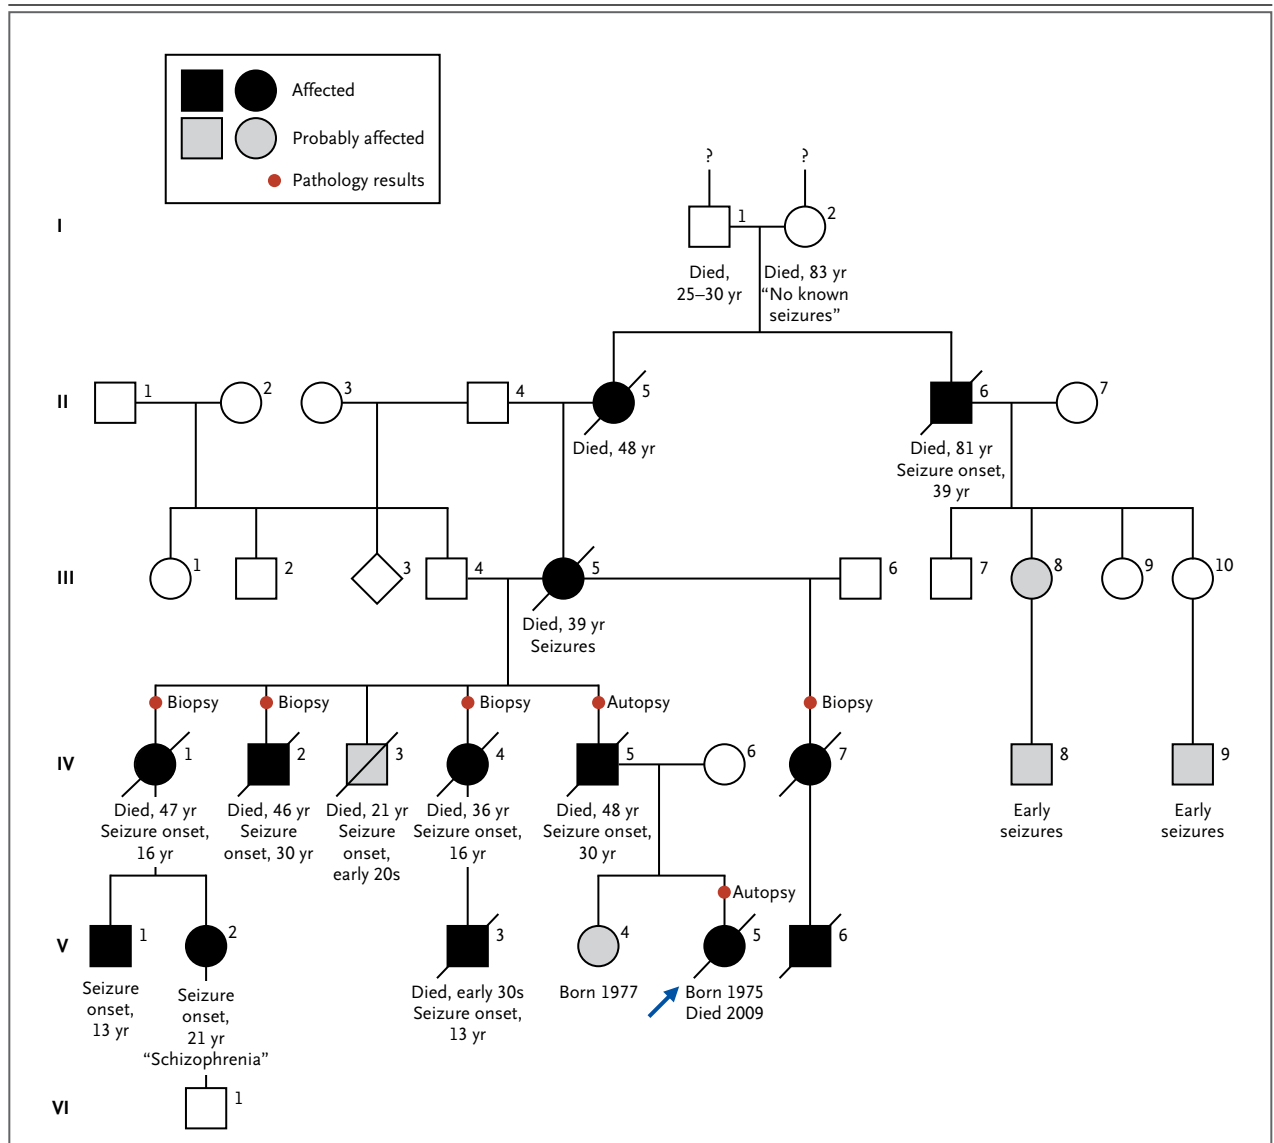 Affected
Probably affected
Pathology results
? ?
I
1 2
Died, 25–30 yr
Died, 83 yr
“No known seizures”
II
1 2 3 4 5 6 7
Died, 48 yr
Died, 81 yr
Seizure onset, 39 yr
III
1 2 3 4 5 6 7 8 9 10
Died, 39 yr
Seizures
Biopsy Biopsy Biopsy Autopsy Biopsy
IV
1 2 3 4 5 6 7 8 9
Died, 47 yr
Seizure onset,
16 yr
Died, 46 yr
Seizure
onset, 30 yr
Died, 21 yr
Seizure
onset,
early 20s
Died, 36 yr
Seizure onset,
16 yr
Died, 48 yr
Seizure onset,
30 yr
Early
seizures
Early
seizures
Autopsy
V
1 2 3 4 5 6
Seizure
onset,
13 yr
Seizure
onset,
21 yr
“Schizophrenia”
Died, early 30s
Seizure onset,
13 yr
Born 1977
Born 1975
Died 2009
VI
1